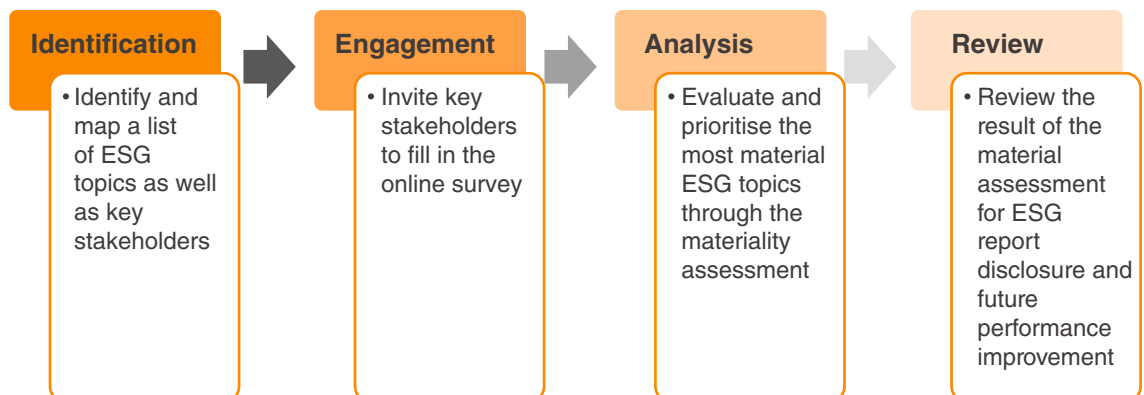 Identification
• Identify and
map a list
of ESG
topics as well
as key
stakeholders
Engagement
• Invite key
stakeholders
to fill in the
online survey
Analysis
• Evaluate and
prioritise the
most material
ESG topics
through the
materiality
assessment
Review
• Review the
result of the
material
assessment
for ESG
report
disclosure and
future
performance
improvement